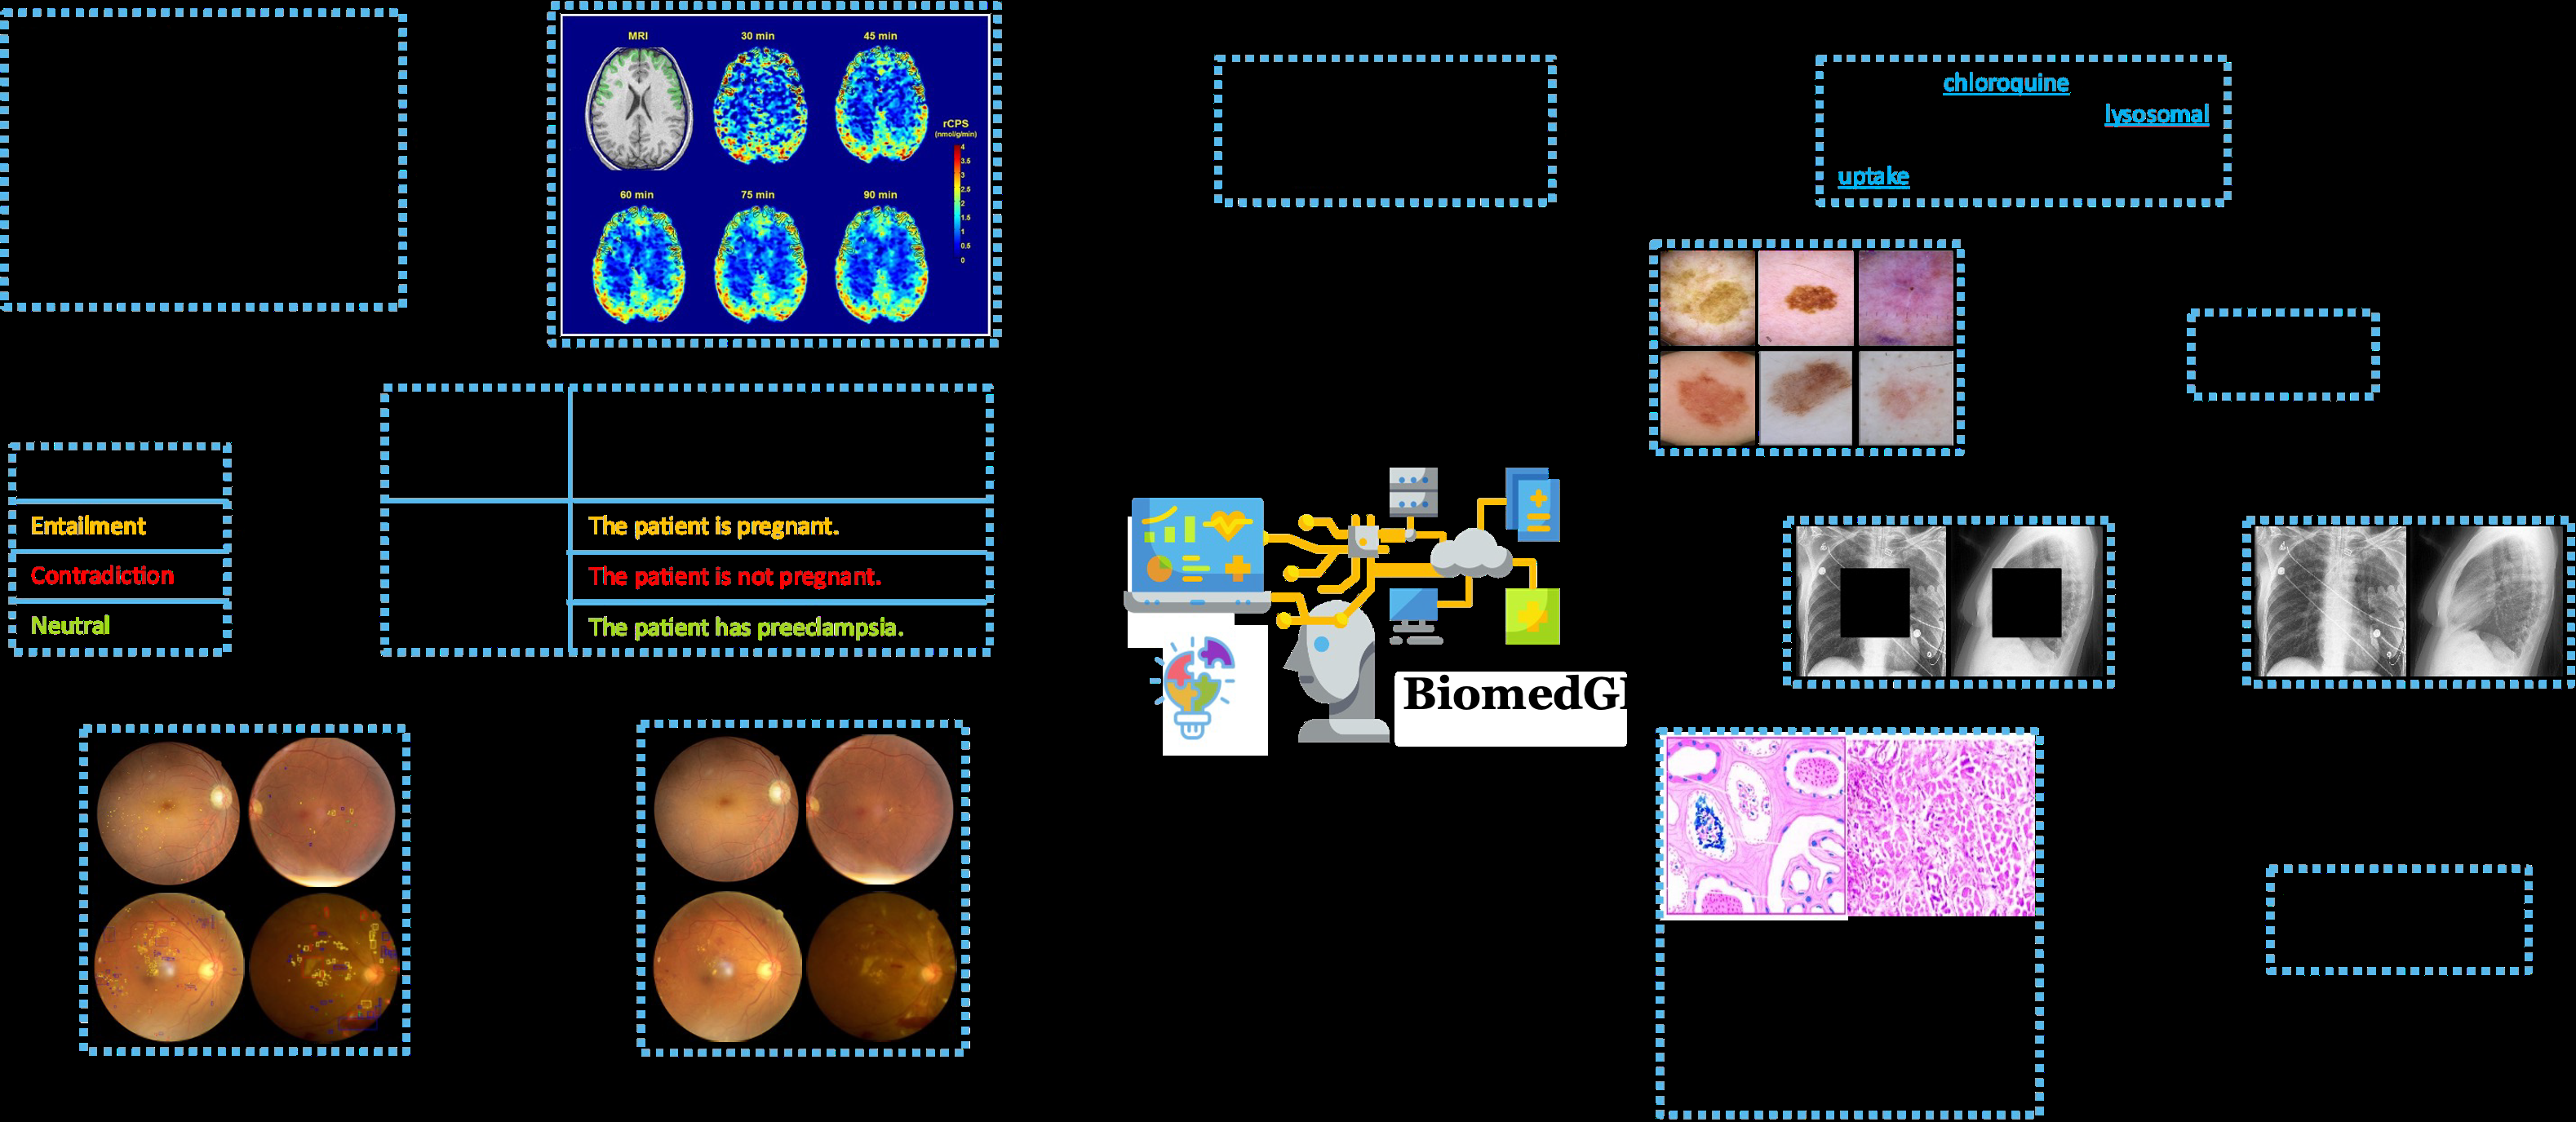 MRI
30 min
45 min
rCPS
(nmol/g/min)
4
3.5
3
2.5
2
1.5
1
0.5
0
60 min
75 min
90 min
chloroquine
lysosomal
uptake
Entailment
Contradiction
Neutral
The patient is pregnant.
The patient is not pregnant.
The patient has preeclampsia.